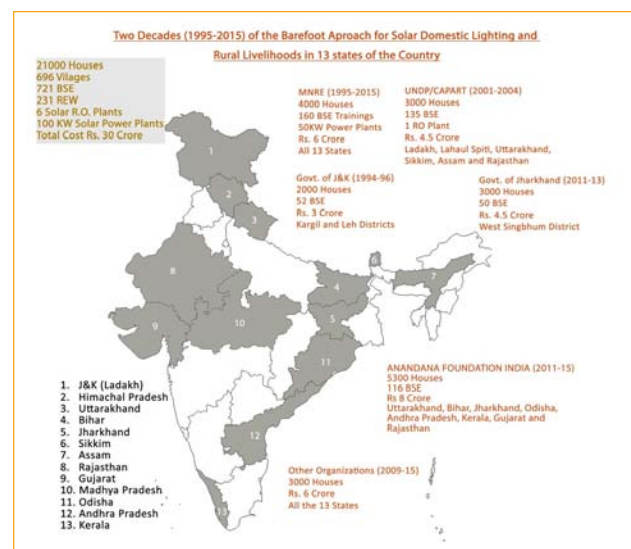 Two Decades (1995-2015) of the Barefoot Aproach for Solar Domestic Lighting and
Rural Livelihoods in 13 states of the Country
21000 Houses
696 Vilages
721 BSE
231 REW
6 Solar R.O. Plants
100 KW Solar Power Plants
Total Cost Rs. 30 Crore
MNRE (1995-2015)
4000 Houses
160 BSE Trainings
50KW Power Plants
Rs. 6 Crore
All 13 States
UNDP/CAPART (2001-2004)
3000 Houses
135 BSE
1 RO Plant
Rs. 4.5 Crore
Ladakh, Lahaul Spiti, Uttarakhand,
Sikkim, Assam and Rajasthan
Govt. of J&K (1994-96)
2000 Houses
52 BSE
Rs. 3 Crore
Kargil and Leh Districts
Govt. of Jharkhand (2011-13)
3000 Houses
50 BSE
Rs. 4.5 Crore
West Singbhum District
1
2
3
4
5
6
7
8
9
10
11
12
13
ANANDANA FOUNDATION INDIA (2011-15)
5300 Houses
116 BSE
Rs 8 Crore
Uttarakhand, Bihar, Jharkhand, Odisha,
Andhra Pradesh, Kerala, Gujarat and
Rajasthan
1. J&K (Ladakh)
2. Himachal Pradesh
3. Uttarakhand
4. Bihar
5. Jharkhand
6. Sikkim
7. Assam
8. Rajasthan
9. Gujarat
10. Madhya Pradesh
11. Odisha
12. Andhra Pradesh
13. Kerala
Other Organizations (2009-15)
3000 Houses
Rs. 6 Crore
All the 13 States